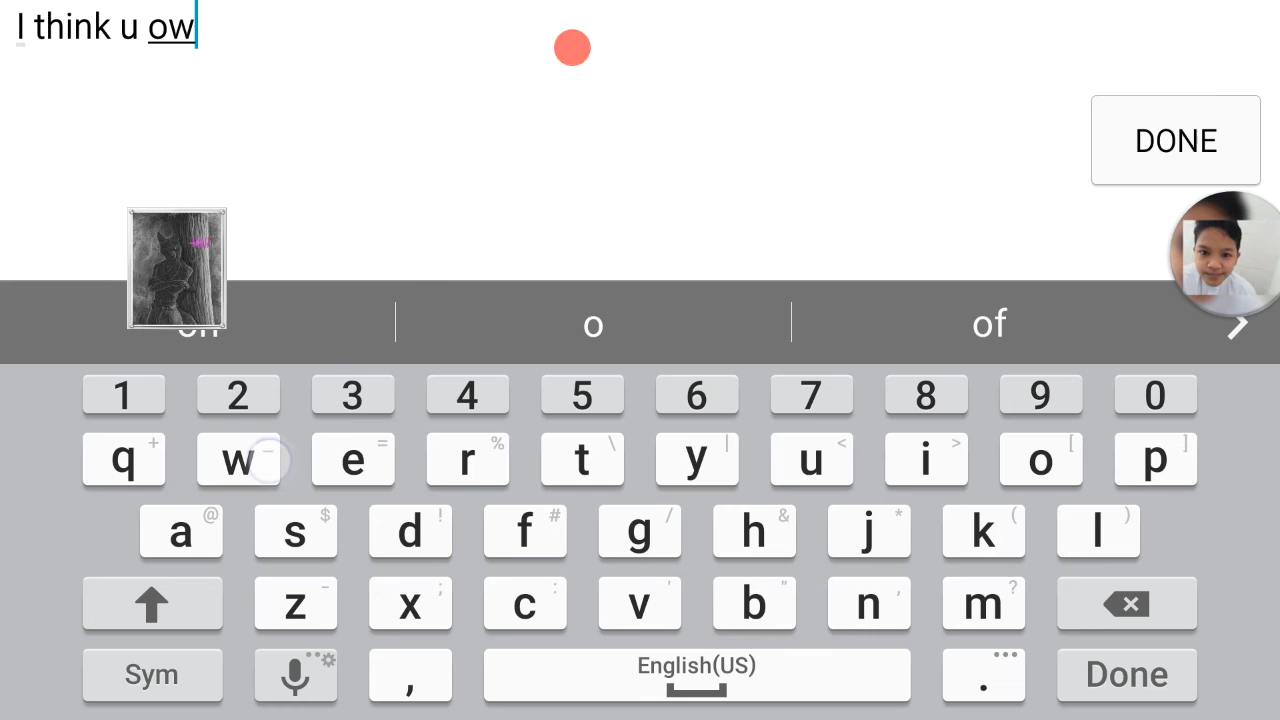 I think u ow
DONE
o
of
1 2 3 4 5 6 7 8 9 0
q + w e = r % t \ y | u < i > o [ p ]
a @ s $ d ! f # g / h & j * k ( l )
z - x ; c : v ' b " n , m ?
Sym , English(US) . Done